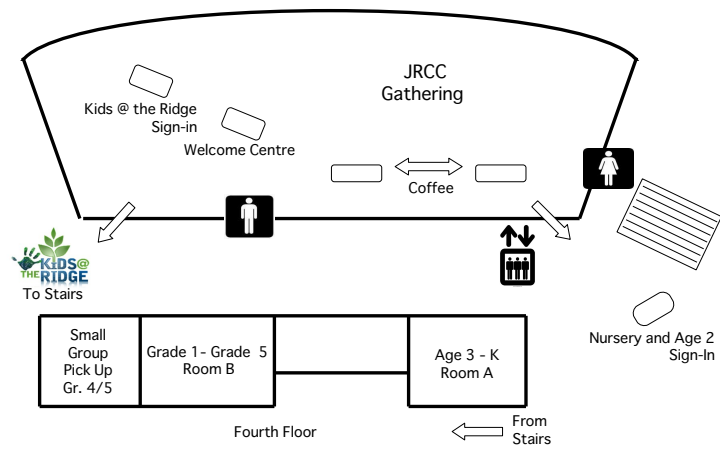 JRCC
Gathering
Kids @ the Ridge
Sign-in
Welcome Centre
Coffee
KIDS@
THE RIDGE
To Stairs
Nursery and Age 2
Sign-In
Small
Group
Pick Up
Gr. 4/5
Grade 1- Grade 5
Room B
Age 3 - K
Room A
Fourth Floor
From
Stairs